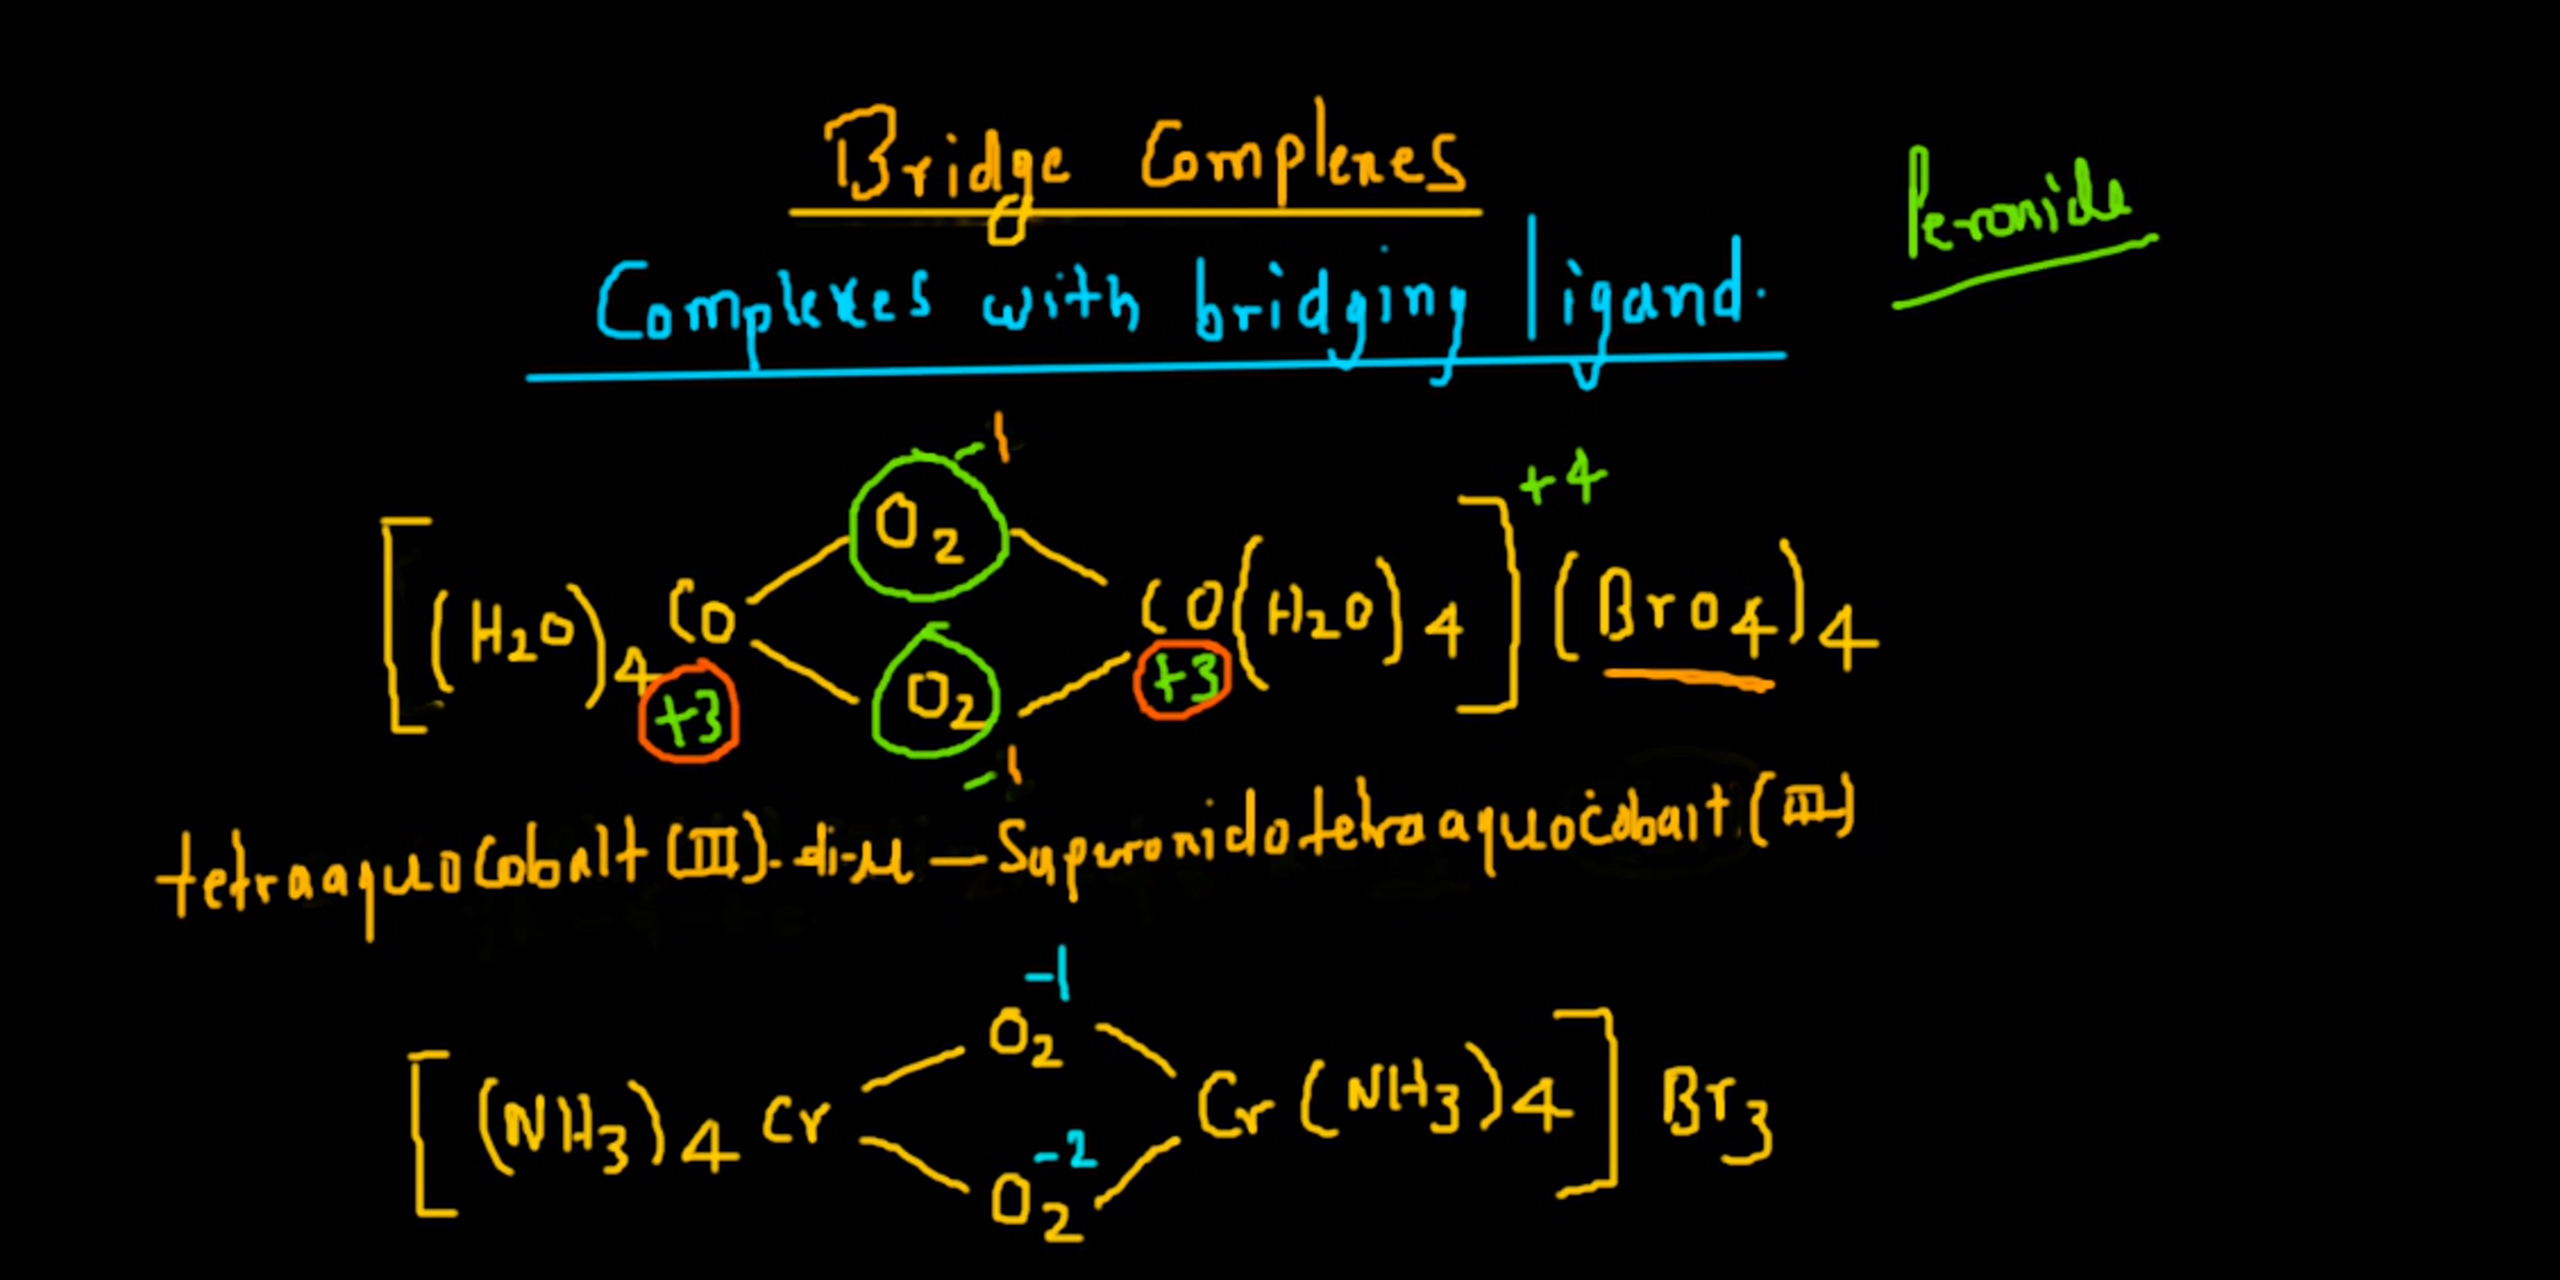 Bridge Complexes
Peroxide
Complexes with bridging ligand.
[(H2O)4 Co O2 -1 O2 -1 CO(H2O)4]+4 (BrO4)4
+3 +3
tetraaquocobalt(III)-di-μ-Superoxidotetraaquocobalt(III)
[(NH3)4 Cr O2 -1 O2 -2 Cr(NH3)4] Br3